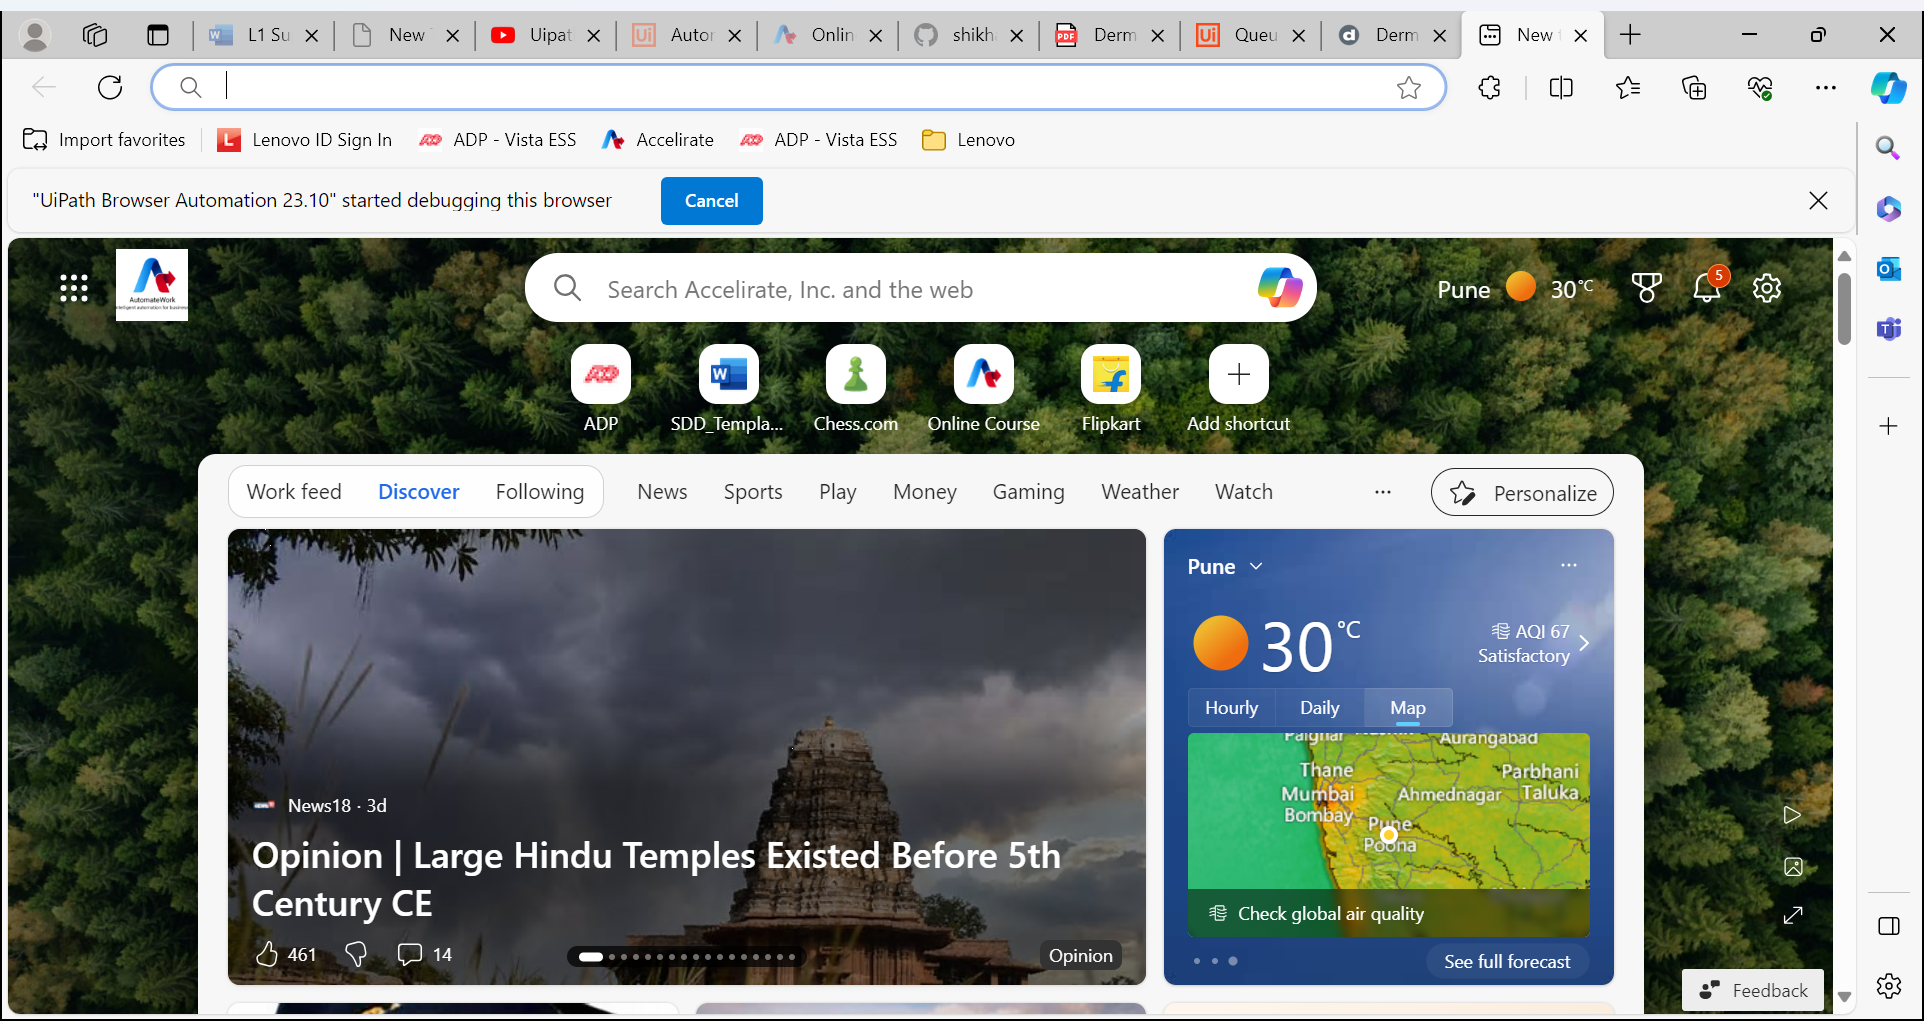 L1 Su
New
Uipat
Autor
Onlin
shikh
Derm
Queu
Derm
New t
Import favorites
Lenovo ID Sign In
ADP - Vista ESS
Accelirate
ADP - Vista ESS
Lenovo
"UiPath Browser Automation 23.10" started debugging this browser
Cancel
AutomateWork
Search Accelirate, Inc. and the web
Pune
30°C
5
ADP
SDD_Templa...
Chess.com
Online Course
Flipkart
Add shortcut
Work feed
Discover
Following
News
Sports
Play
Money
Gaming
Weather
Watch
...
Personalize
News18 · 3d
Opinion | Large Hindu Temples Existed Before 5th
Century CE
461
14
Opinion
Pune
30°C
AQI 67
Satisfactory
Hourly
Daily
Map
Aurangabad
Thane
Parbhani
Mumbai
Ahmednagar
Taluka
Bombay
Pune
Poona
Check global air quality
See full forecast
Feedback